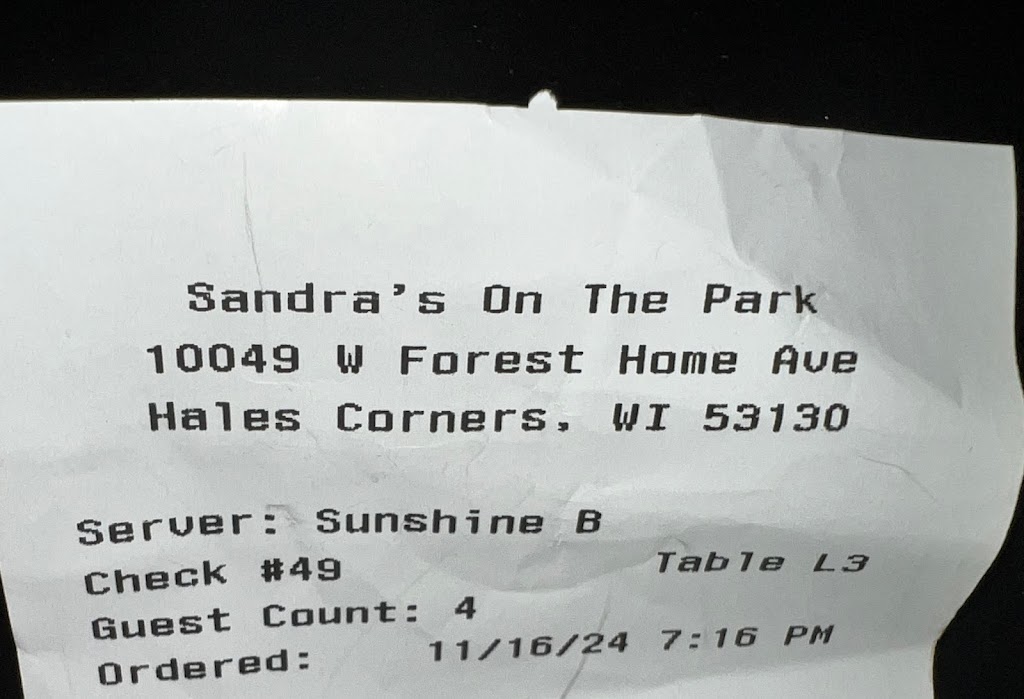 Sandra's On The Park
10049 W Forest Home Ave
Hales Corners, WI 53130
Server: Sunshine B
Check #49 Table L3
Guest Count: 4
Ordered: 11/16/24 7:16 PM